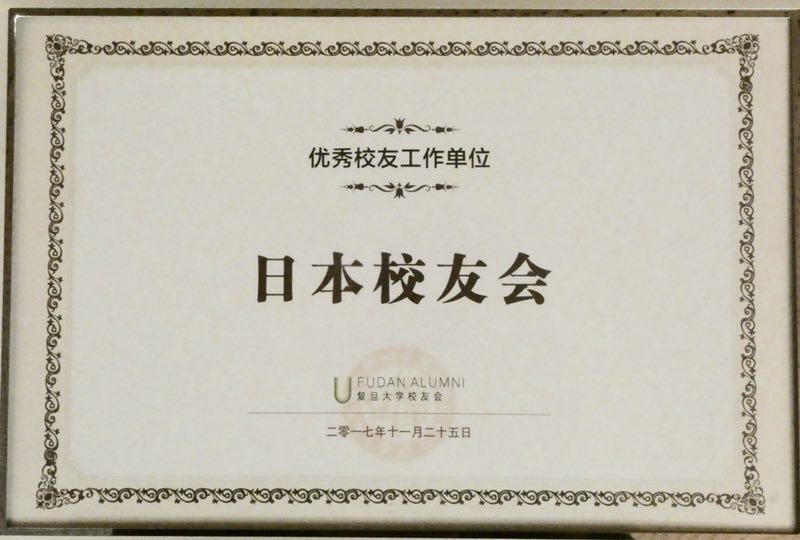 优秀校友工作单位
日本校友会
FUDAN ALUMNI
复旦大学校友会
二零一七年十一月二十五日